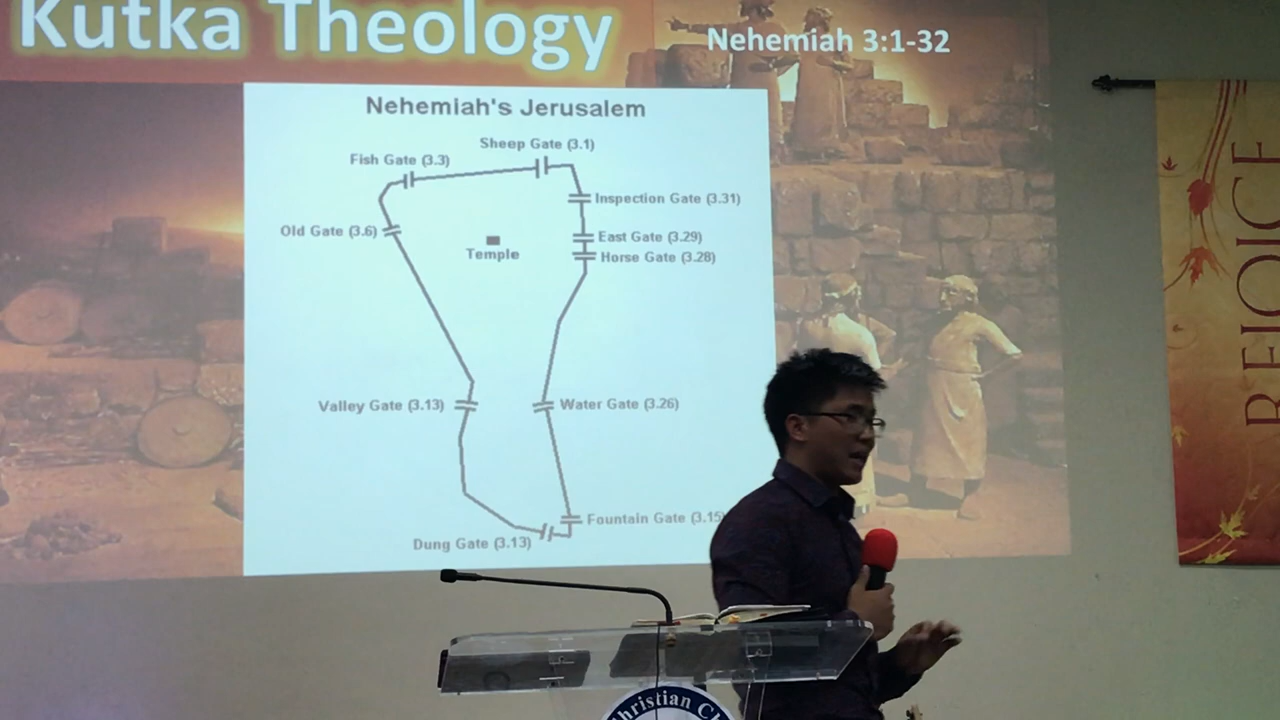 Kutka Theology
Nehemiah 3:1-32
Nehemiah's Jerusalem
Sheep Gate (3.1)
Fish Gate (3.3)
Inspection Gate (3.31)
Old Gate (3.6)
East Gate (3.29)
Temple
Horse Gate (3.28)
Valley Gate (3.13)
Water Gate (3.26)
Fountain Gate (3.15
Dung Gate (3.13)
REJOICE
Christian